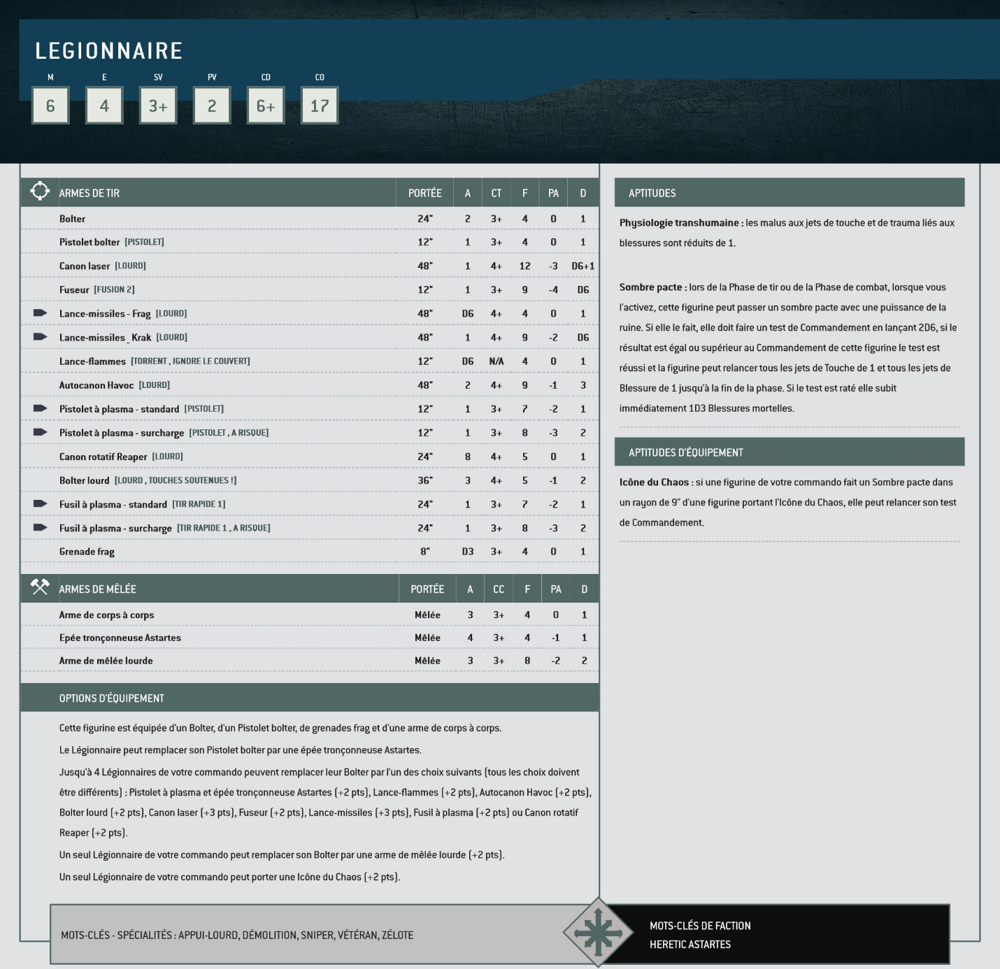 LEGIONNAIRE
M E SV PV CD CO
6 4 3+ 2 6+ 17
ARMES DE TIR PORTÉE A CT F PA D
Bolter 24" 2 3+ 4 0 1
Pistolet bolter [PISTOLET] 12" 1 3+ 4 0 1
Canon laser [LOURD] 48" 1 4+ 12 -3 D6+1
Fuseur [FUSION 2] 12" 1 3+ 9 -4 D6
Lance-missiles - Frag [LOURD] 48" D6 4+ 4 0 1
Lance-missiles _ Krak [LOURD] 48" 1 4+ 9 -2 D6
Lance-flammes [TORRENT , IGNORE LE COUVERT] 12" D6 N/A 4 0 1
Autocanon Havoc [LOURD] 48" 2 4+ 9 -1 3
Pistolet à plasma - standard [PISTOLET] 12" 1 3+ 7 -2 1
Pistolet à plasma - surcharge [PISTOLET , A RISQUE] 12" 1 3+ 8 -3 2
Canon rotatif Reaper [LOURD] 24" 8 4+ 5 0 1
Bolter lourd [LOURD , TOUCHES SOUTENUES !] 36" 3 4+ 5 -1 2
Fusil à plasma - standard [TIR RAPIDE 1] 24" 1 3+ 7 -2 1
Fusil à plasma - surcharge [TIR RAPIDE 1 , A RISQUE] 24" 1 3+ 8 -3 2
Grenade frag 8" D3 3+ 4 0 1
ARMES DE MÊLÉE PORTÉE A CC F PA D
Arme de corps à corps Mêlée 3 3+ 4 0 1
Epée tronçonneuse Astartes Mêlée 4 3+ 4 -1 1
Arme de mêlée lourde Mêlée 3 3+ 8 -2 2
OPTIONS D'ÉQUIPEMENT
Cette figurine est équipée d'un Bolter, d'un Pistolet bolter, de grenades frag et d'une arme de corps à corps.
Le Légionnaire peut remplacer son Pistolet bolter par une épée tronçonneuse Astartes.
Jusqu'à 4 Légionnaires de votre commando peuvent remplacer leur Bolter par l'un des choix suivants (tous les choix doivent
être différents) : Pistolet à plasma et épée tronçonneuse Astartes (+2 pts), Lance-flammes (+2 pts), Autocanon Havoc (+2 pts),
Bolter lourd (+2 pts), Canon laser (+3 pts), Fuseur (+2 pts), Lance-missiles (+3 pts), Fusil à plasma (+2 pts) ou Canon rotatif
Reaper (+2 pts).
Un seul Légionnaire de votre commando peut remplacer son Bolter par une arme de mêlée lourde (+2 pts).
Un seul Légionnaire de votre commando peut porter une Icône du Chaos (+2 pts).
APTITUDES
Physiologie transhumaine : les malus aux jets de touche et de trauma liés aux
blessures sont réduits de 1.
Sombre pacte : lors de la Phase de tir ou de la Phase de combat, lorsque vous
l'activez, cette figurine peut passer un sombre pacte avec une puissance de la
ruine. Si elle le fait, elle doit faire un test de Commandement en lançant 2D6, si le
résultat est égal ou supérieur au Commandement de cette figurine le test est
réussi et la figurine peut relancer tous les jets de Touche de 1 et tous les jets de
Blessure de 1 jusqu'à la fin de la phase. Si le test est raté elle subit
immédiatement 1D3 Blessures mortelles.
APTITUDES D'ÉQUIPEMENT
Icône du Chaos : si une figurine de votre commando fait un Sombre pacte dans
un rayon de 9" d'une figurine portant l'Icône du Chaos, elle peut relancer son test
de Commandement.
MOTS-CLÉS - SPÉCIALITÉS : APPUI-LOURD, DÉMOLITION, SNIPER, VÉTÉRAN, ZÉLOTE
MOTS-CLÉS DE FACTION
HERETIC ASTARTES